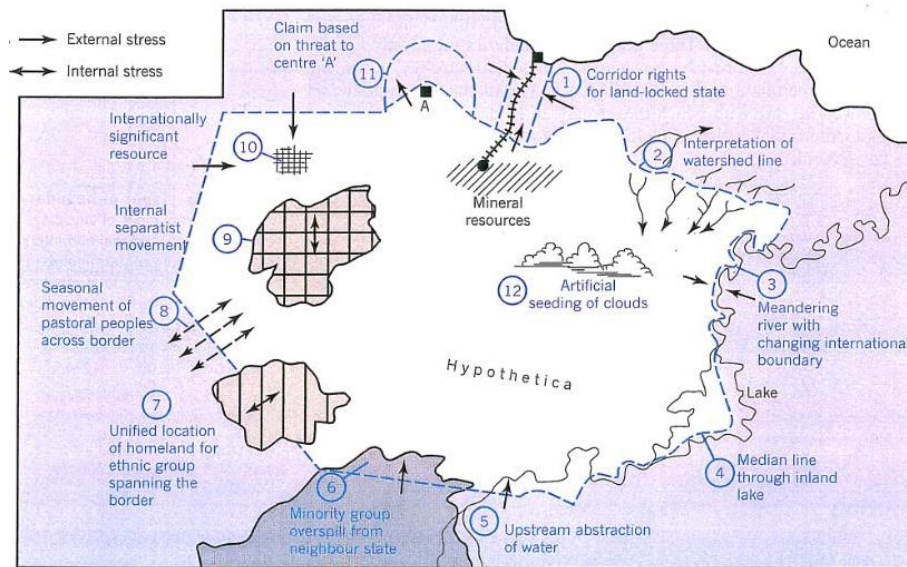 External stress
Internal stress
Claim based
on threat to
centre 'A'
11
A
1
Corridor rights
for land-locked
state
Ocean
Internationally
significant
resource
10
2
Interpretation of
watershed line
Mineral
resources
Internal
separatist
movement
9
12
Artificial
seeding of clouds
3
Meandering
river with
changing international
boundary
Seasonal
movement of
pastoral peoples
across border
8
Hypothetica
Lake
7
Unified location
of homeland for
ethnic group
spanning the
border
4
Median line
through inland
lake
6
Minority group
overspill from
neighbour state
5
Upstream abstraction
of water